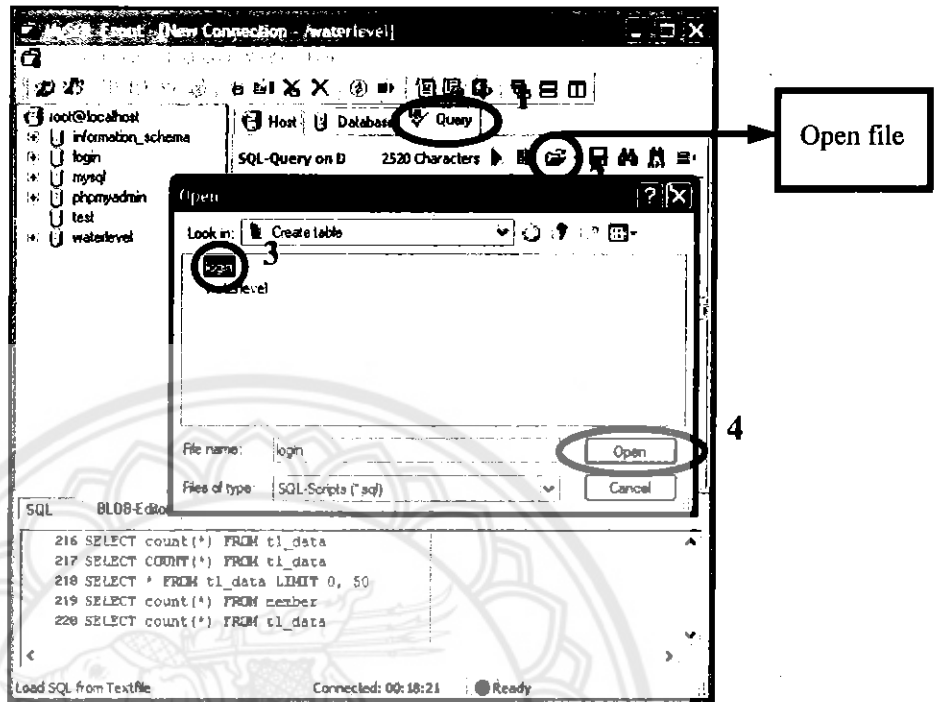 [New Connection - /waterlevel]
root@localhost
information_schema
login
mysql
phpmyadmin
test
waterlevel
Host
Database
Query
SQL-Query on D
2520 Characters
Open file
Open
Look in:
Create table
3
login
File name:
login
Open
4
Files of type:
SQL-Scripts (*.sql)
Cancel
SQL
216 SELECT count(*) FROM tl_data
217 SELECT COUNT(*) FROM tl_data
218 SELECT * FROM tl_data LIMIT 0, 50
219 SELECT count(*) FROM member
220 SELECT count(*) FROM tl_data
Load SQL from Textfile
Connected: 00:18:21
Ready